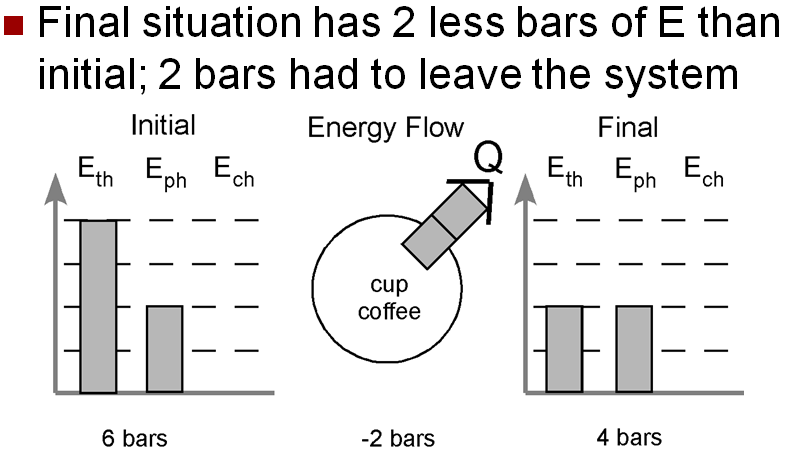 Final situation has 2 less bars of E than
initial; 2 bars had to leave the system
Initial
Energy Flow
Final
Eth Eph Ech
Q
Eth Eph Ech
cup
coffee
6 bars
-2 bars
4 bars